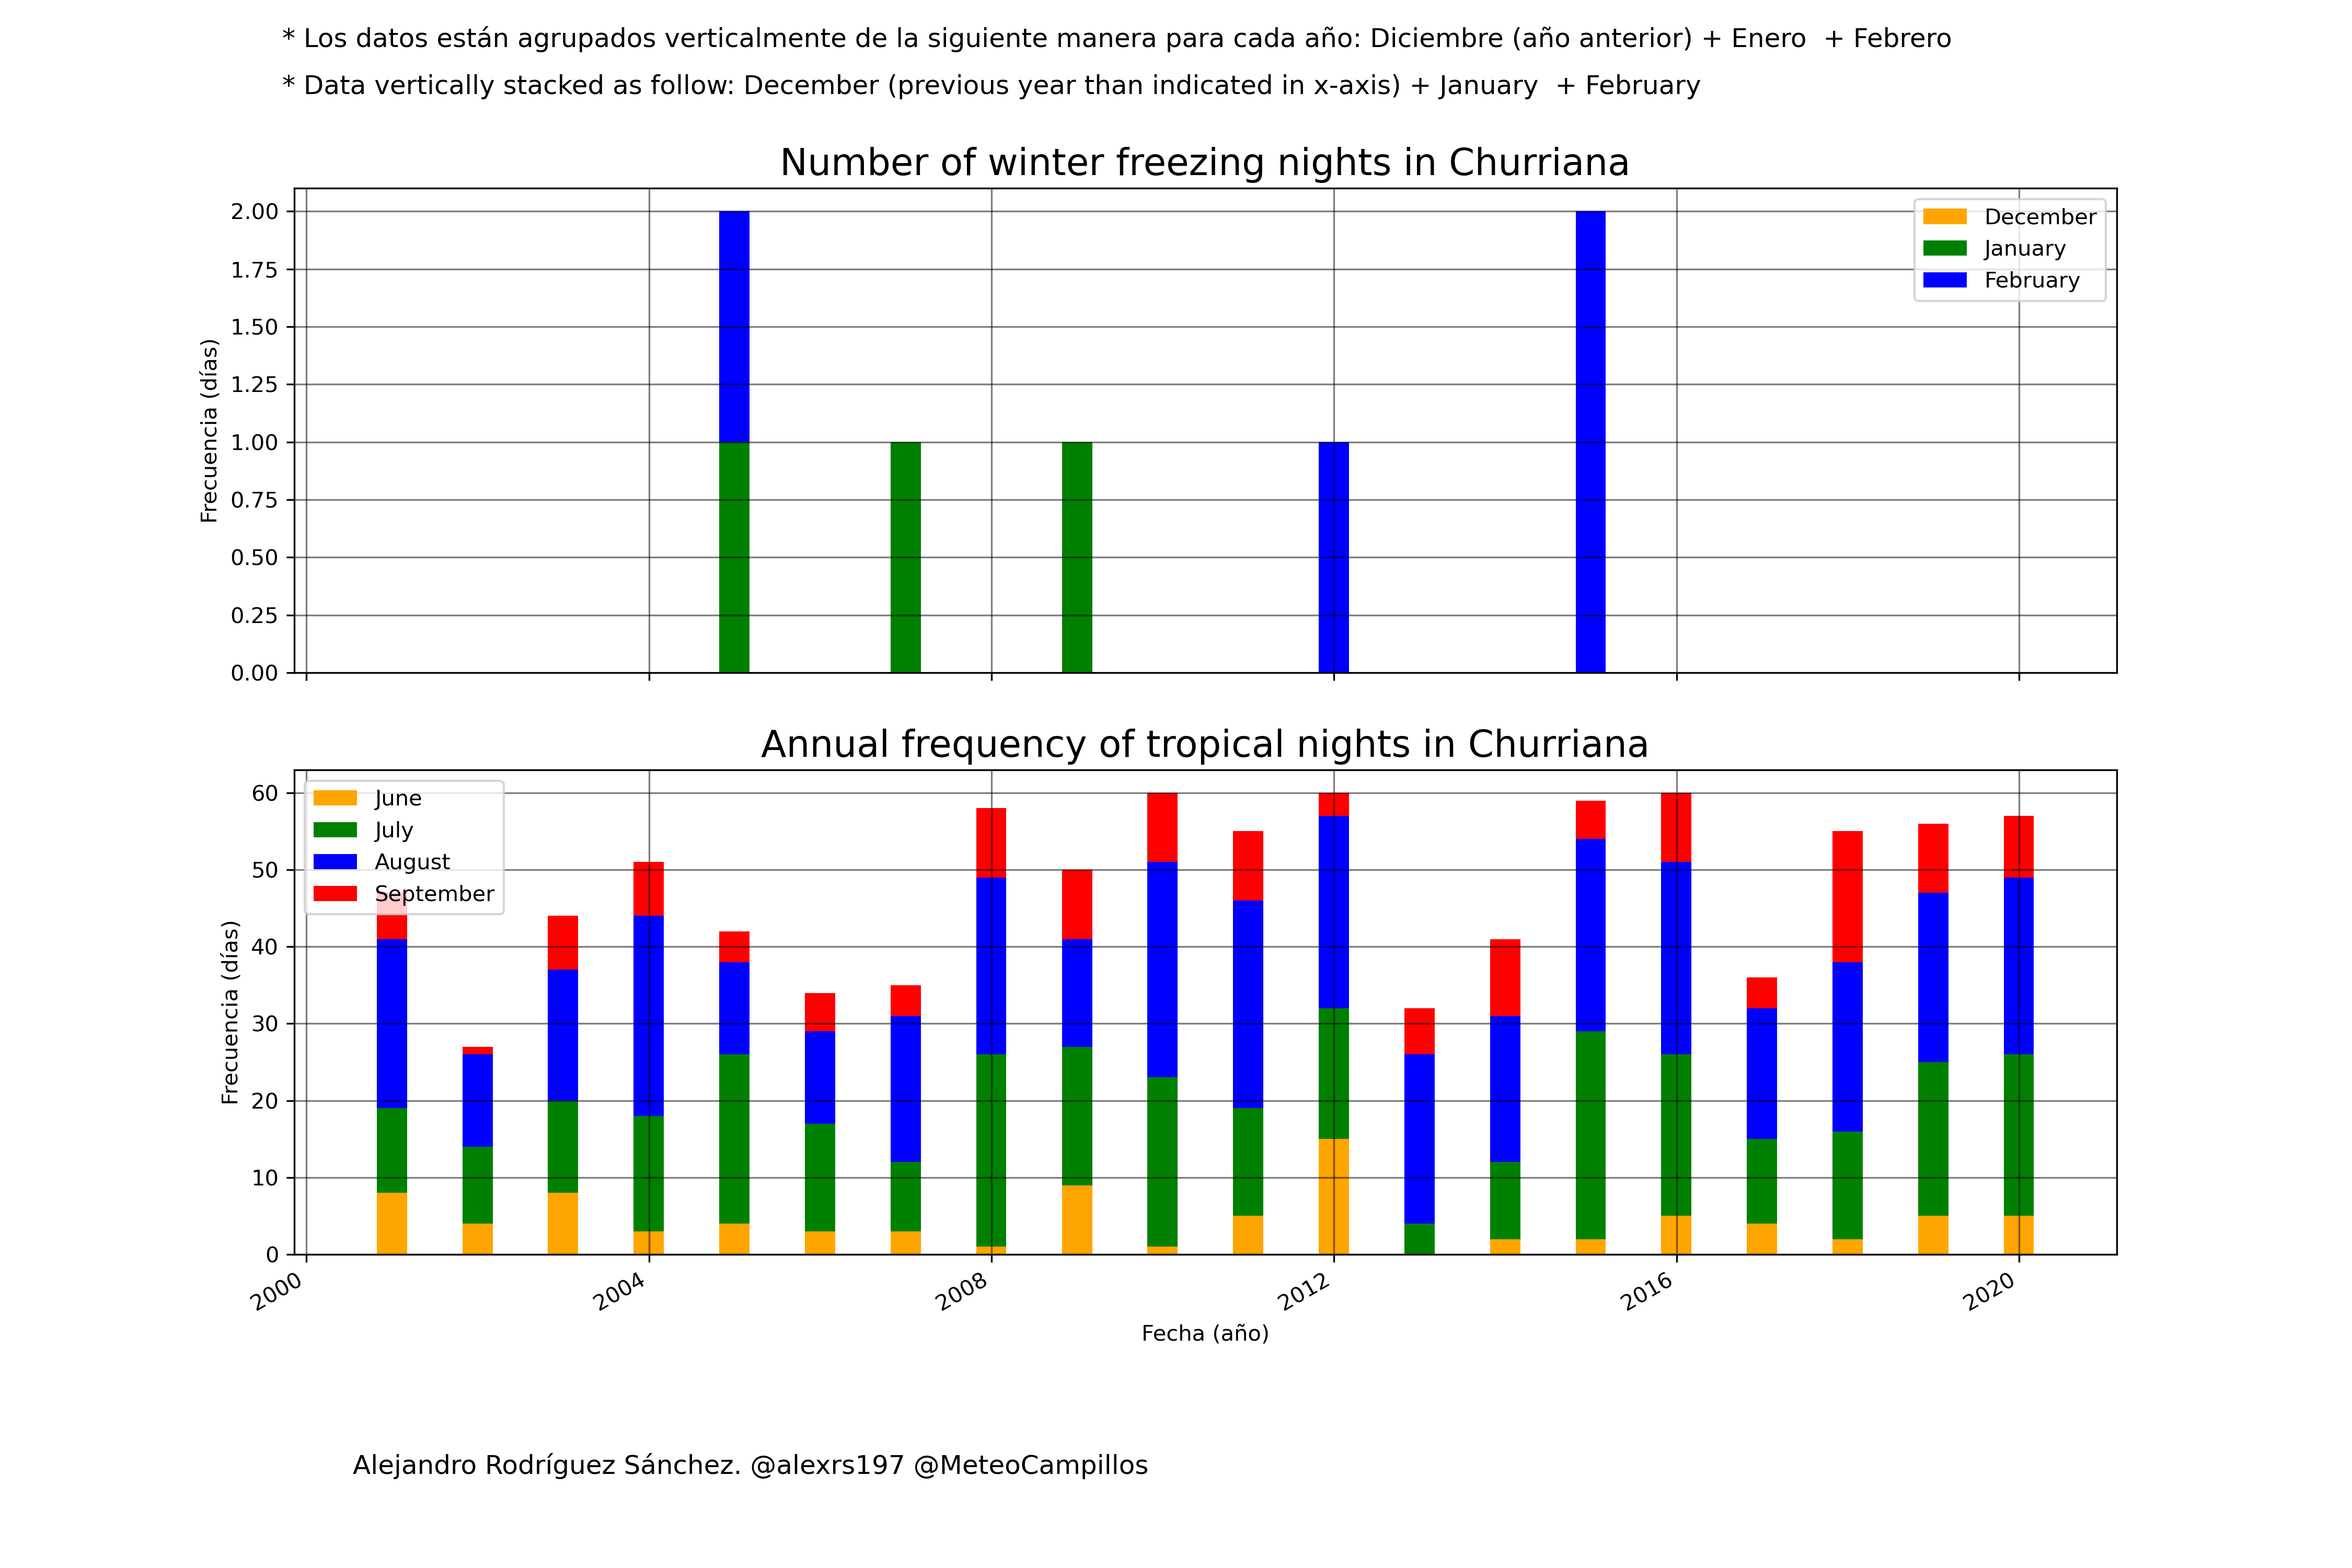 * Los datos están agrupados verticalmente de la siguiente manera para cada año: Diciembre (año anterior) + Enero  + Febrero
* Data vertically stacked as follow: December (previous year than indicated in x-axis) + January  + February
Number of winter freezing nights in Churriana
2.00
1.75
1.50
1.25
1.00
0.75
0.50
0.25
0.00
Frecuencia (días)
December
January
February
Annual frequency of tropical nights in Churriana
60
50
40
30
20
10
0
Frecuencia (días)
June
July
August
September
2000
2004
2008
2012
2016
2020
Fecha (año)
Alejandro Rodríguez Sánchez. @alexrs197 @MeteoCampillos